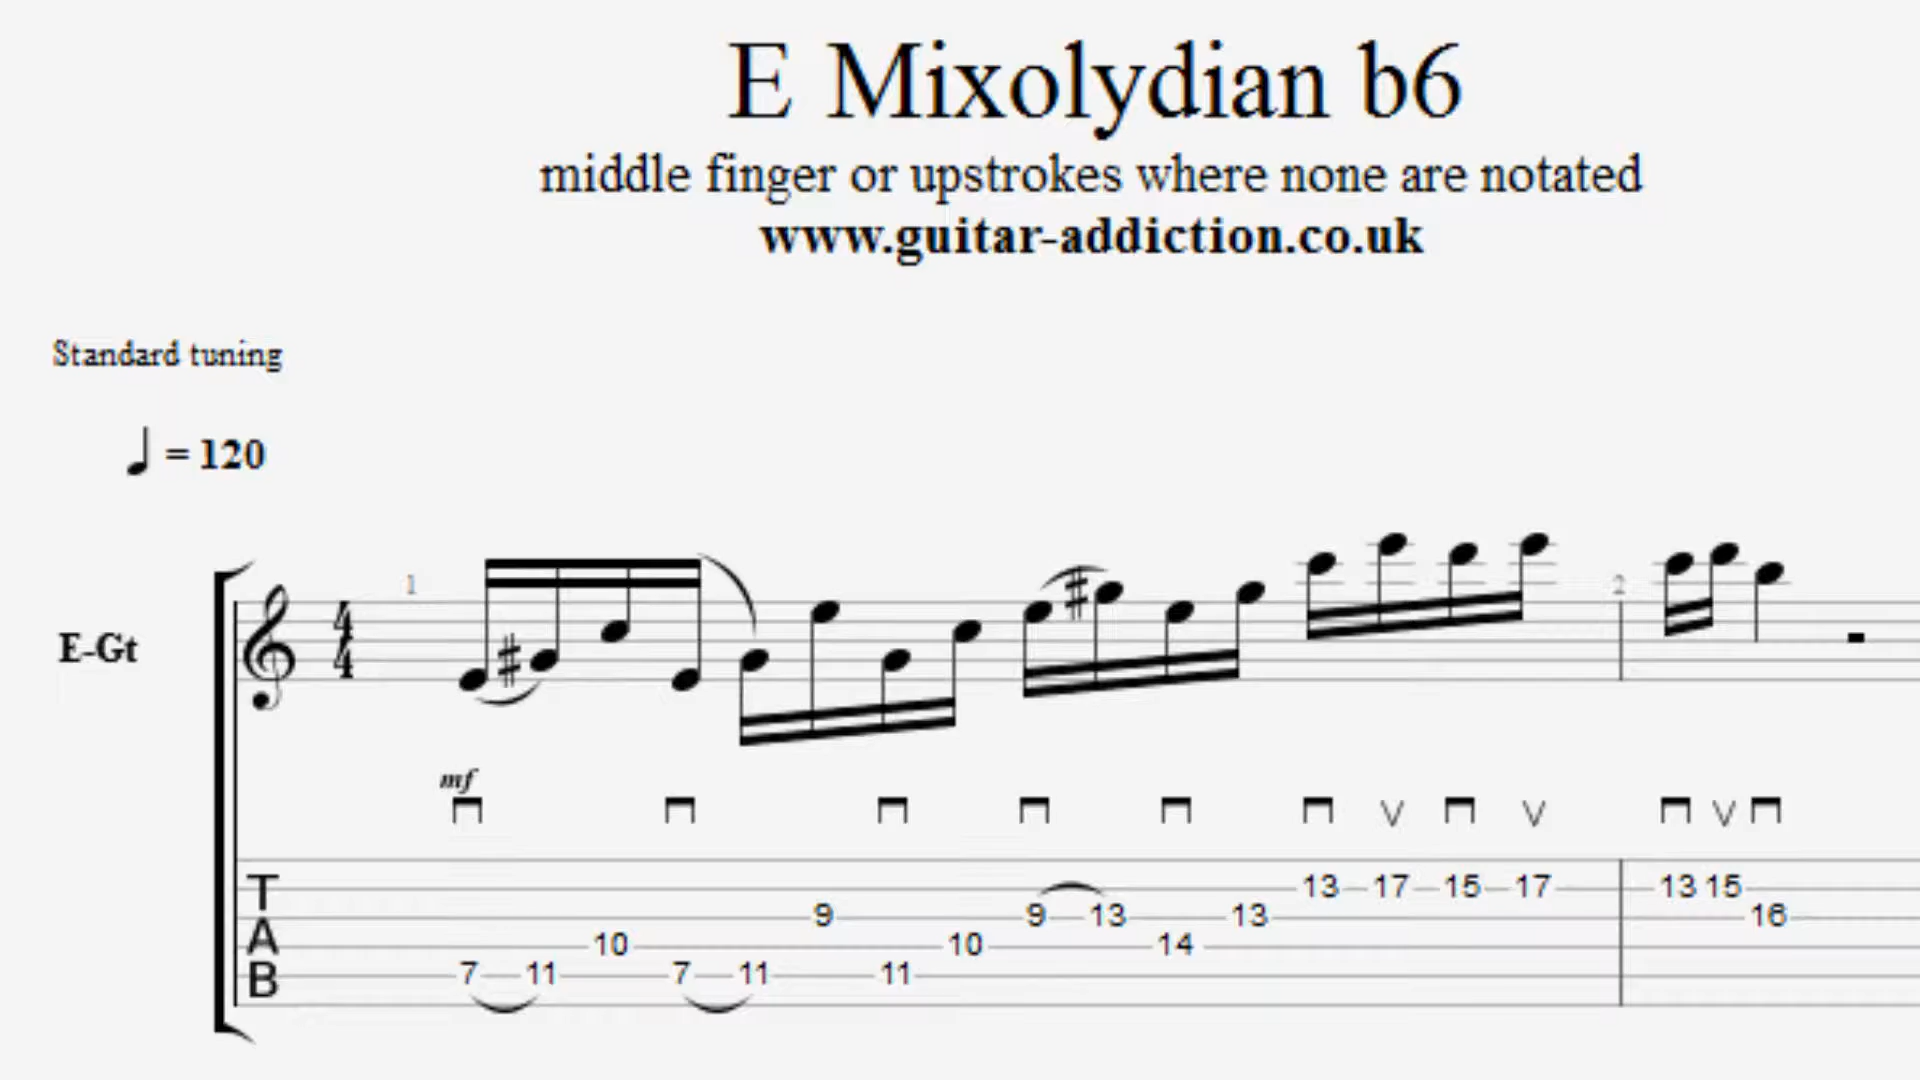 E Mixolydian b6
middle finger or upstrokes where none are notated
www.guitar-addiction.co.uk
Standard tuning
= 120
1
2
E-Gt
4
4
mf
T
A
B
13 17 15 17 13 15
9 9 13 13 16
10 10 14
7 11 7 11 11